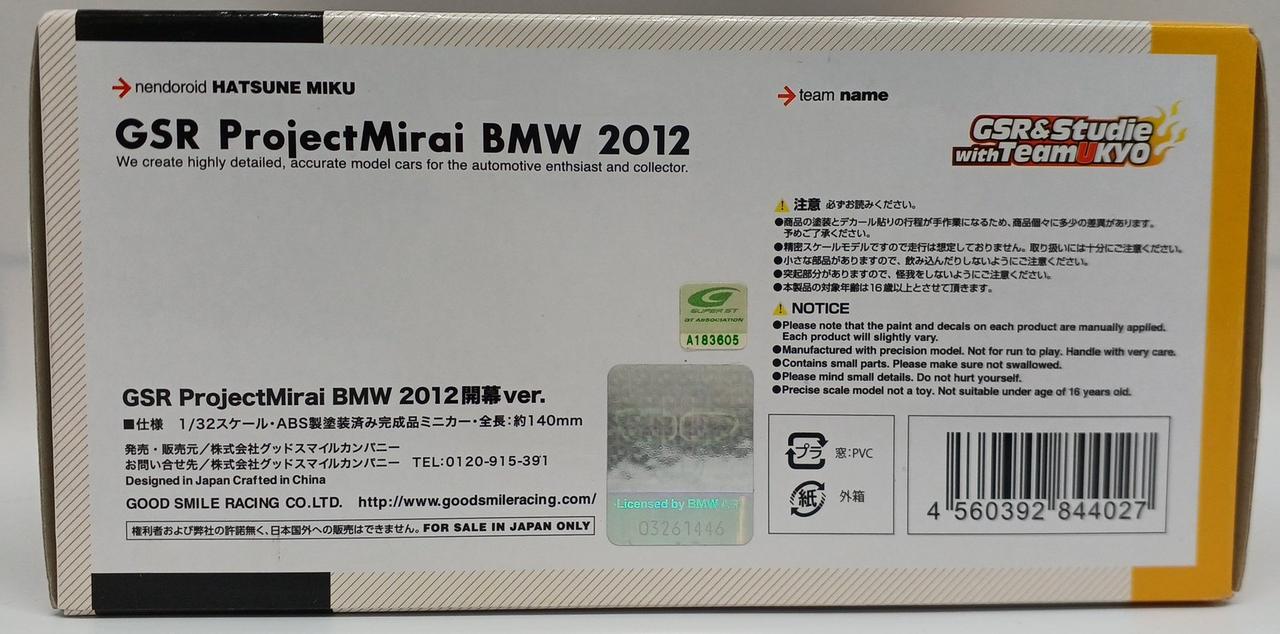 nendoroid HATSUNE MIKU
GSR ProjectMirai BMW 2012
We create highly detailed, accurate model cars for the automotive enthsiast and collector.
team name
GSR&Studie
with TeamUKYO
注意 必ずお読みください。
●商品の塗装とデカール貼りの行程が手作業になるため、商品個々に多少の差異があります。
予めご了承ください。
●精密スケールモデルですので走行は想定しておりません。取り扱いには十分にご注意ください。
●小さな部品がありますので、飲み込んだりしないようにご注意ください。
●突起部分がありますので、怪我をしないようにご注意ください。
●本製品の対象年齢は16歳以上とさせて頂きます。
NOTICE
●Please note that the paint and decals on each product are manually applied.
Each product will slightly vary.
●Manufactured with precision model. Not for run to play. Handle with very care.
●Contains small parts. Please make sure not swallowed.
●Please mind small details. Do not hurt yourself.
●Precise scale model not a toy. Not suitable under age of 16 years old.
SUPER GT
GT ASSOCIATION
A183605
GSR ProjectMirai BMW 2012開幕ver.
■仕様 1/32スケール・ABS製塗装済み完成品ミニカー・全長:約140mm
発売・販売元／株式会社グッドスマイルカンパニー
お問い合せ先／株式会社グッドスマイルカンパニー TEL:0120-915-391
Designed in Japan Crafted in China
GOOD SMILE RACING CO.LTD. http://www.goodsmileracing.com/
権利者および弊社の許諾無く、日本国外への販売はできません。FOR SALE IN JAPAN ONLY
Licensed by BMW AG
03261446
プラ 窓:PVC
紙 外箱
4 560392 844027